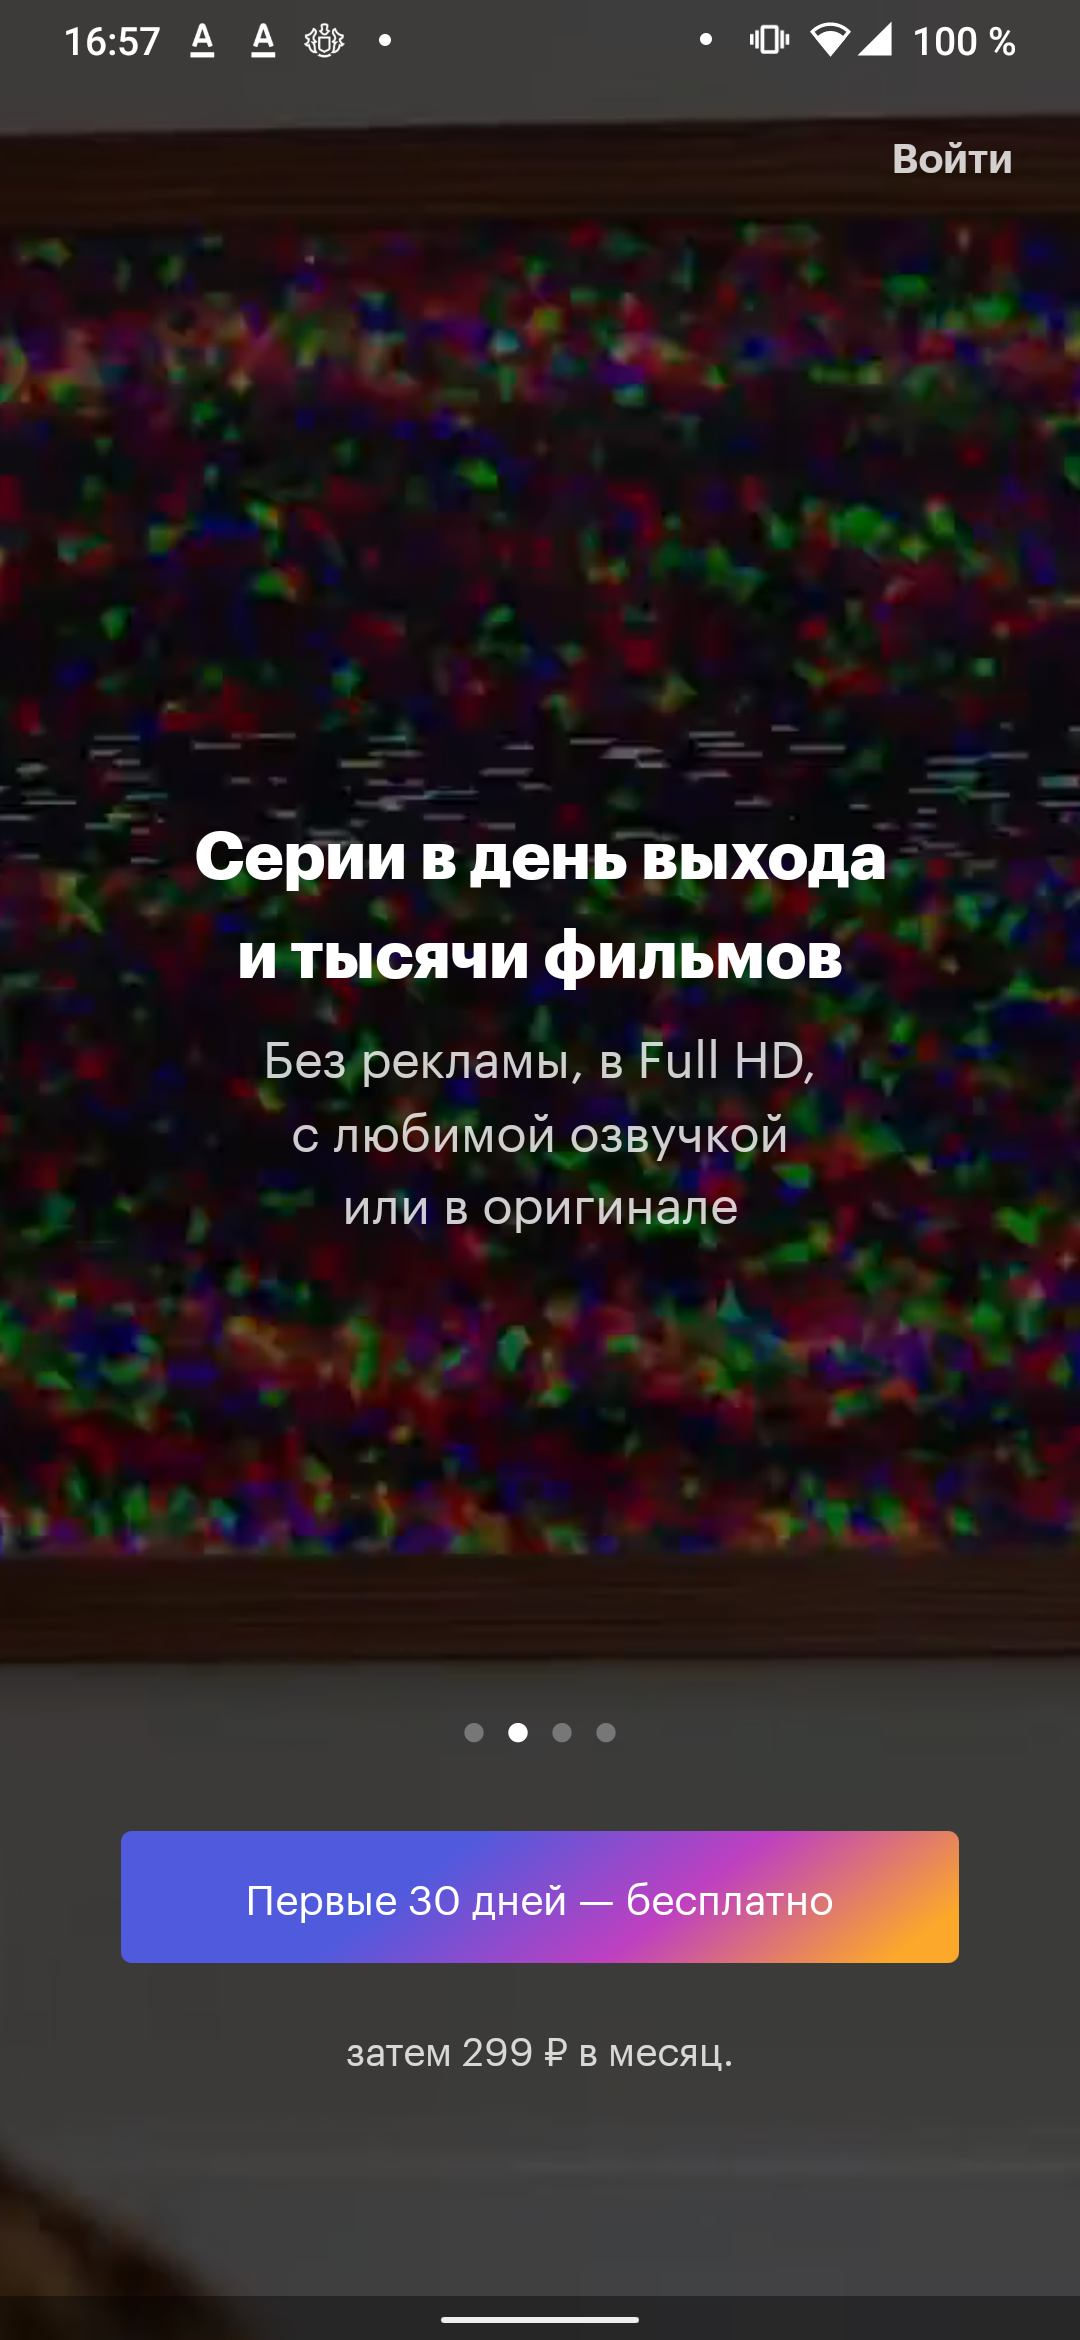 16:57 A A 100 %
Войти
Серии в день выхода
и тысячи фильмов
Без рекламы, в Full HD,
с любимой озвучкой
или в оригинале
Первые 30 дней — бесплатно
затем 299 ₽ в месяц.